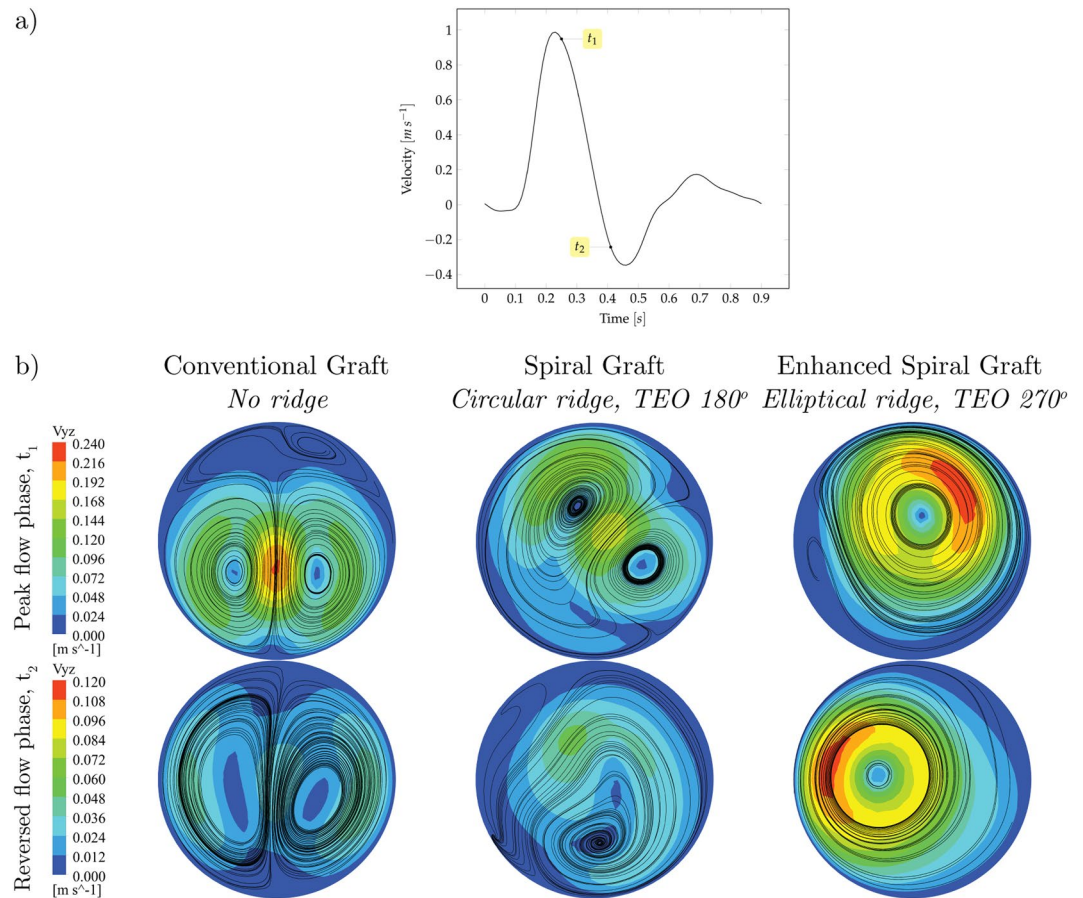 a)
1
0.8
0.6
0.4
0.2
0
−0.2
−0.4
Velocity [m s⁻¹]
t₁
t₂
0 0.1 0.2 0.3 0.4 0.5 0.6 0.7 0.8 0.9
Time [s]
b)
Conventional Graft
No ridge
Spiral Graft
Circular ridge, TEO 180º
Enhanced Spiral Graft
Elliptical ridge, TEO 270º
Peak flow phase, t₁
Vyz
0.240
0.216
0.192
0.168
0.144
0.120
0.096
0.072
0.048
0.024
0.000
[m s^-1]
Reversed flow phase, t₂
Vyz
0.120
0.108
0.096
0.084
0.072
0.060
0.048
0.036
0.024
0.012
0.000
[m s^-1]